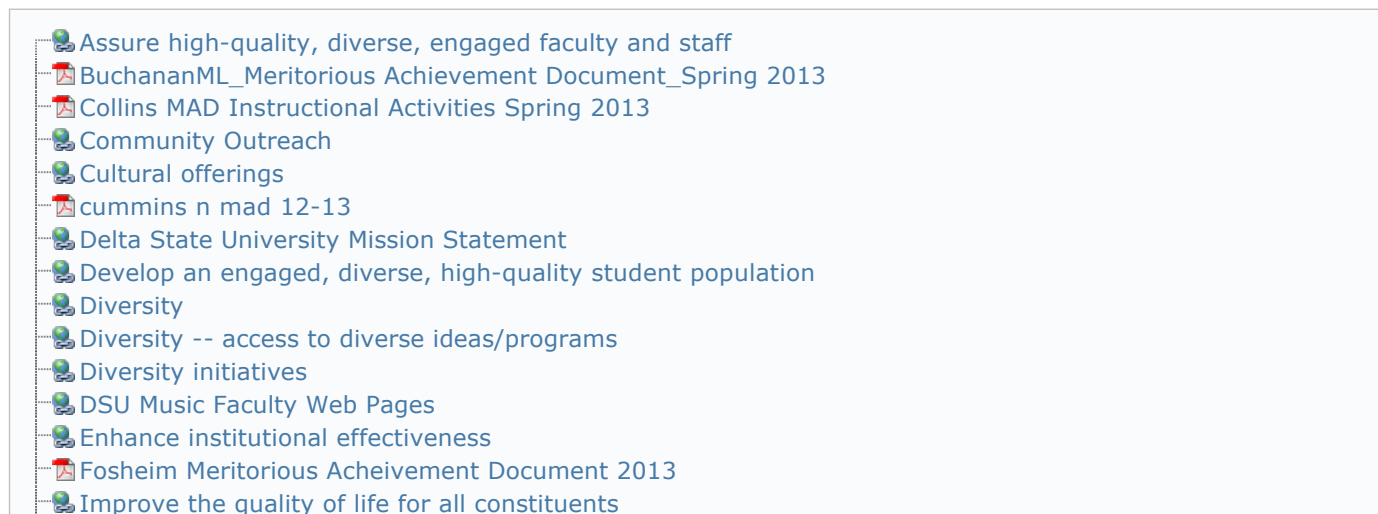 Assure high-quality, diverse, engaged faculty and staff
BuchananML_Meritorious Achievement Document_Spring 2013
Collins MAD Instructional Activities Spring 2013
Community Outreach
Cultural offerings
cummins n mad 12-13
Delta State University Mission Statement
Develop an engaged, diverse, high-quality student population
Diversity
Diversity -- access to diverse ideas/programs
Diversity initiatives
DSU Music Faculty Web Pages
Enhance institutional effectiveness
Fosheim Meritorious Acheivement Document 2013
Improve the quality of life for all constituents